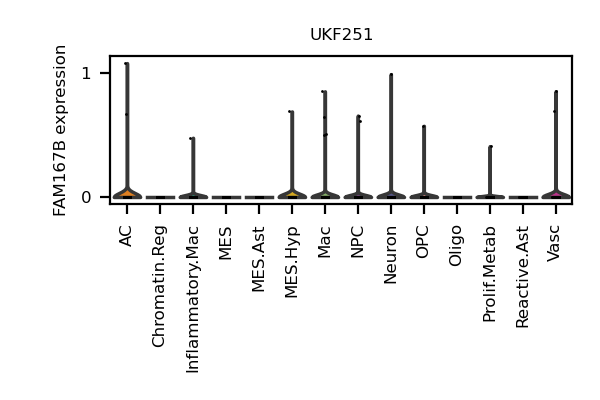 UKF251
FAM167B expression
1
0
AC
Chromatin.Reg
Inflammatory.Mac
MES
MES.Ast
MES.Hyp
Mac
NPC
Neuron
OPC
Oligo
Prolif.Metab
Reactive.Ast
Vasc